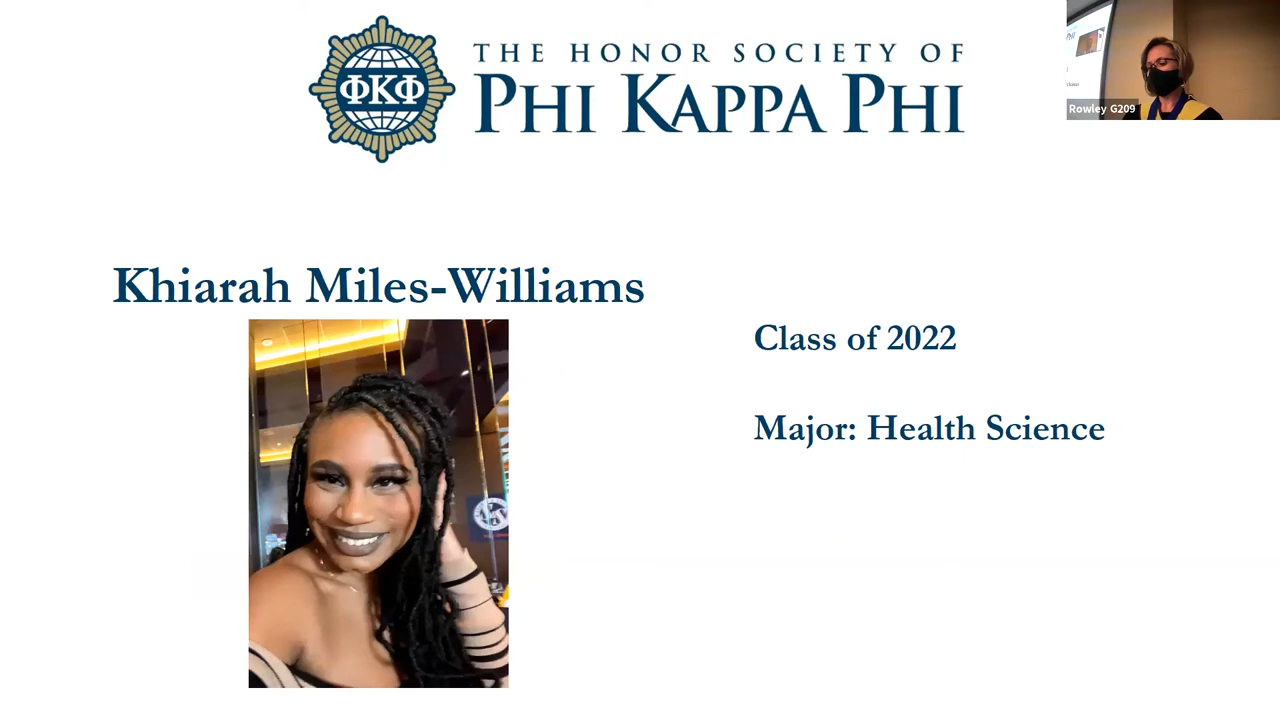 THE HONOR SOCIETY OF
ΦΚΦ
PHI KAPPA PHI
PHI
Rowley G209
Khiarah Miles-Williams
Class of 2022
Major: Health Science